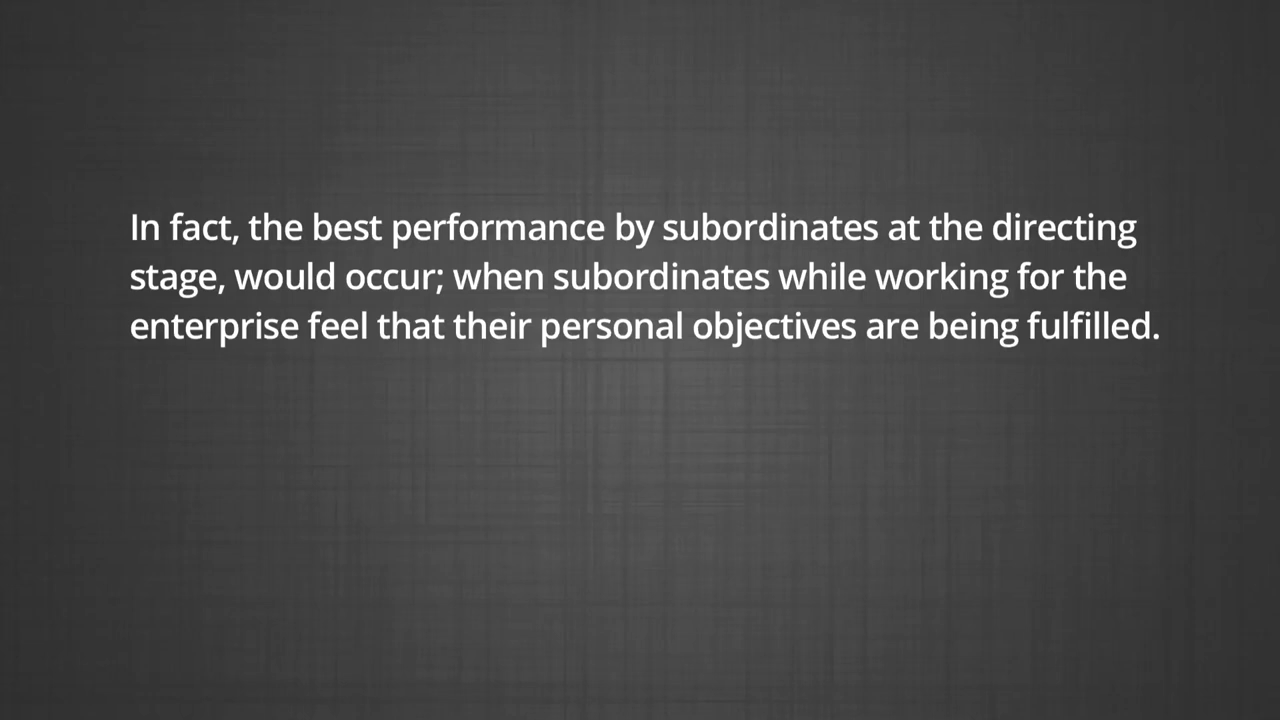 In fact, the best performance by subordinates at the directing
stage, would occur; when subordinates while working for the
enterprise feel that their personal objectives are being fulfilled.